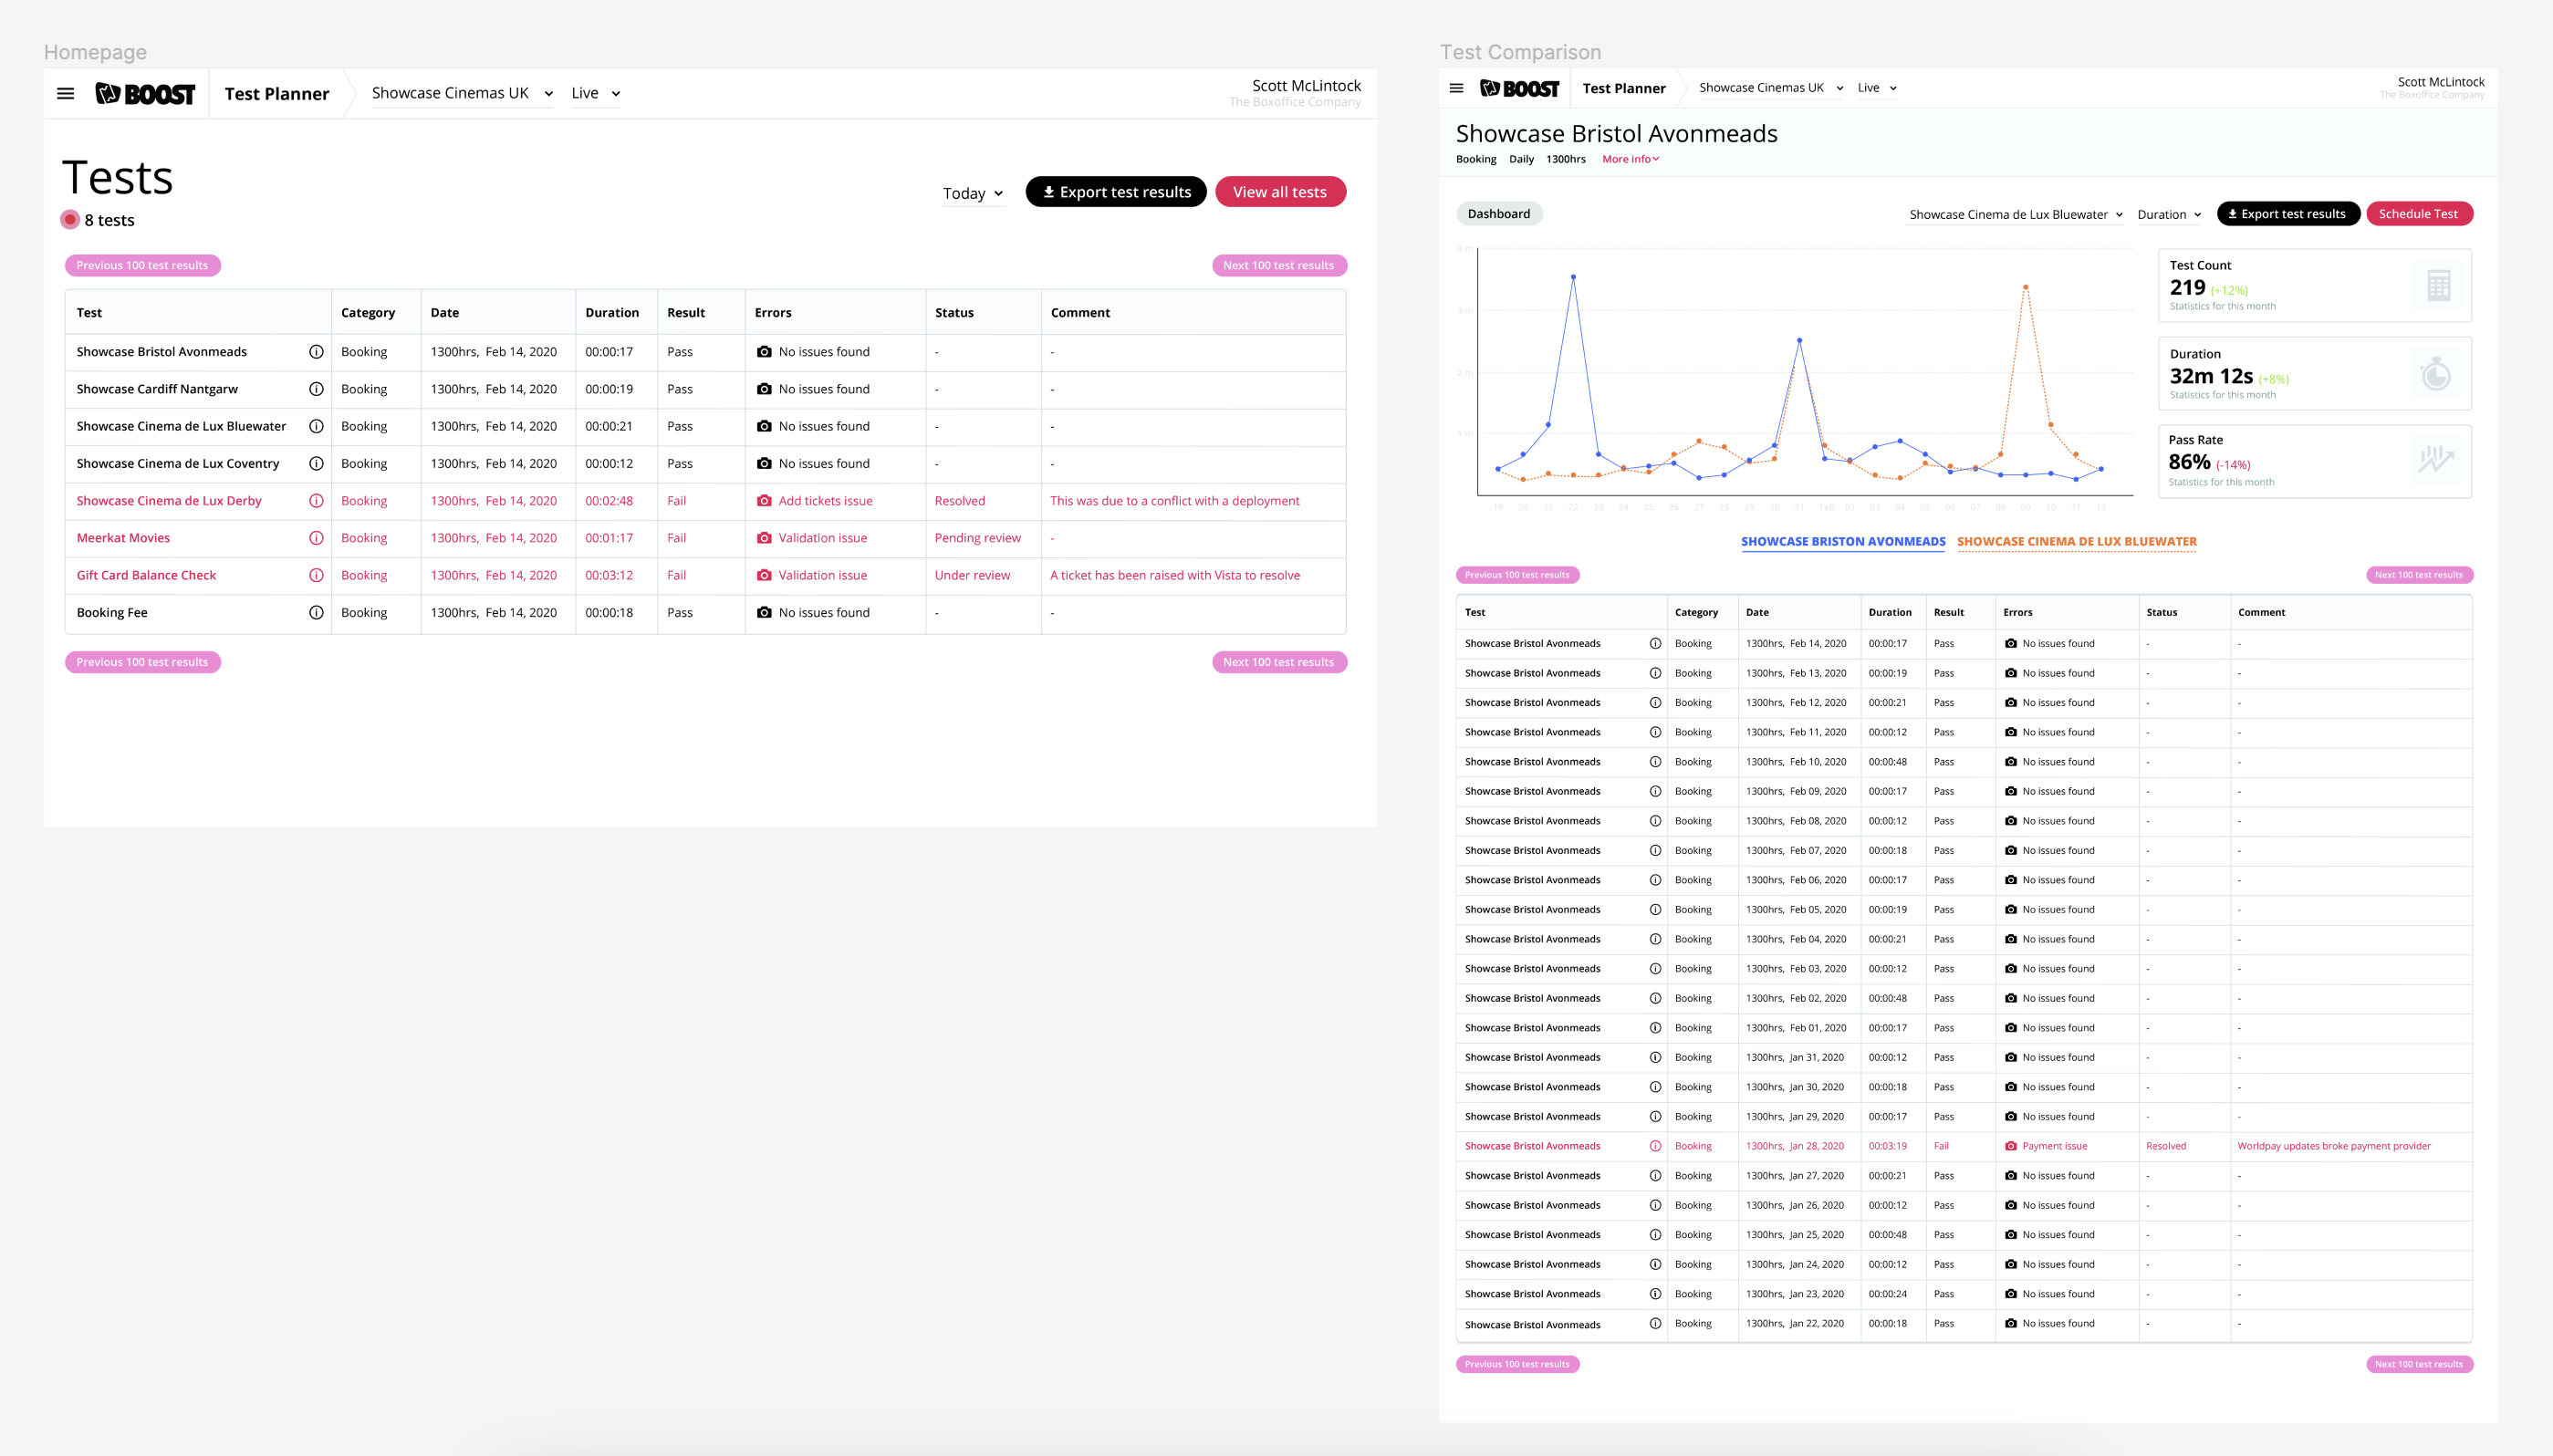 Homepage
BOOST Test Planner Showcase Cinemas UK Live Scott McLintock
The Boxoffice Company
Tests
8 tests
Today Export test results View all tests
Previous 100 test results Next 100 test results
Test Category Date Duration Result Errors Status Comment
Showcase Bristol Avonmeads Booking 1300hrs, Feb 14, 2020 00:00:17 Pass No issues found - -
Showcase Cardiff Nantgarw Booking 1300hrs, Feb 14, 2020 00:00:19 Pass No issues found - -
Showcase Cinema de Lux Bluewater Booking 1300hrs, Feb 14, 2020 00:00:21 Pass No issues found - -
Showcase Cinema de Lux Coventry Booking 1300hrs, Feb 14, 2020 00:00:12 Pass No issues found - -
Showcase Cinema de Lux Derby Booking 1300hrs, Feb 14, 2020 00:02:48 Fail Add tickets issue Resolved This was due to a conflict with a deployment
Meerkat Movies Booking 1300hrs, Feb 14, 2020 00:01:17 Fail Validation issue Pending review -
Gift Card Balance Check Booking 1300hrs, Feb 14, 2020 00:03:12 Fail Validation issue Under review A ticket has been raised with Vista to resolve
Booking Fee Booking 1300hrs, Feb 14, 2020 00:00:18 Pass No issues found - -
Previous 100 test results Next 100 test results
Test Comparison
BOOST Test Planner Showcase Cinemas UK Live Scott McLintock
The Boxoffice Company
Showcase Bristol Avonmeads
Booking Daily 1300hrs More info
Dashboard Showcase Cinema de Lux Bluewater Duration Export test results Schedule Test
4 m
3 m
2 m
1 m
19 20 21 22 23 24 25 26 27 28 29 30 31 Feb 02 03 04 05 06 07 08 09 10 11 12
Test Count
219 (+12%)
Statistics for this month
Duration
32m 12s (+8%)
Statistics for this month
Pass Rate
86% (-14%)
Statistics for this month
SHOWCASE BRISTON AVONMEADS SHOWCASE CINEMA DE LUX BLUEWATER
Previous 100 test results Next 100 test results
Test Category Date Duration Result Errors Status Comment
Showcase Bristol Avonmeads Booking 1300hrs, Feb 14, 2020 00:00:17 Pass No issues found - -
Showcase Bristol Avonmeads Booking 1300hrs, Feb 13, 2020 00:00:19 Pass No issues found - -
Showcase Bristol Avonmeads Booking 1300hrs, Feb 12, 2020 00:00:21 Pass No issues found - -
Showcase Bristol Avonmeads Booking 1300hrs, Feb 11, 2020 00:00:12 Pass No issues found - -
Showcase Bristol Avonmeads Booking 1300hrs, Feb 10, 2020 00:00:48 Pass No issues found - -
Showcase Bristol Avonmeads Booking 1300hrs, Feb 09, 2020 00:00:17 Pass No issues found - -
Showcase Bristol Avonmeads Booking 1300hrs, Feb 08, 2020 00:00:12 Pass No issues found - -
Showcase Bristol Avonmeads Booking 1300hrs, Feb 07, 2020 00:00:18 Pass No issues found - -
Showcase Bristol Avonmeads Booking 1300hrs, Feb 06, 2020 00:00:17 Pass No issues found - -
Showcase Bristol Avonmeads Booking 1300hrs, Feb 05, 2020 00:00:19 Pass No issues found - -
Showcase Bristol Avonmeads Booking 1300hrs, Feb 04, 2020 00:00:21 Pass No issues found - -
Showcase Bristol Avonmeads Booking 1300hrs, Feb 03, 2020 00:00:12 Pass No issues found - -
Showcase Bristol Avonmeads Booking 1300hrs, Feb 02, 2020 00:00:48 Pass No issues found - -
Showcase Bristol Avonmeads Booking 1300hrs, Feb 01, 2020 00:00:17 Pass No issues found - -
Showcase Bristol Avonmeads Booking 1300hrs, Jan 31, 2020 00:00:12 Pass No issues found - -
Showcase Bristol Avonmeads Booking 1300hrs, Jan 30, 2020 00:00:18 Pass No issues found - -
Showcase Bristol Avonmeads Booking 1300hrs, Jan 29, 2020 00:00:17 Pass No issues found - -
Showcase Bristol Avonmeads Booking 1300hrs, Jan 28, 2020 00:03:19 Fail Payment issue Resolved Worldpay updates broke payment provider
Showcase Bristol Avonmeads Booking 1300hrs, Jan 27, 2020 00:00:21 Pass No issues found - -
Showcase Bristol Avonmeads Booking 1300hrs, Jan 26, 2020 00:00:12 Pass No issues found - -
Showcase Bristol Avonmeads Booking 1300hrs, Jan 25, 2020 00:00:48 Pass No issues found - -
Showcase Bristol Avonmeads Booking 1300hrs, Jan 24, 2020 00:00:12 Pass No issues found - -
Showcase Bristol Avonmeads Booking 1300hrs, Jan 23, 2020 00:00:24 Pass No issues found - -
Showcase Bristol Avonmeads Booking 1300hrs, Jan 22, 2020 00:00:18 Pass No issues found - -
Previous 100 test results Next 100 test results